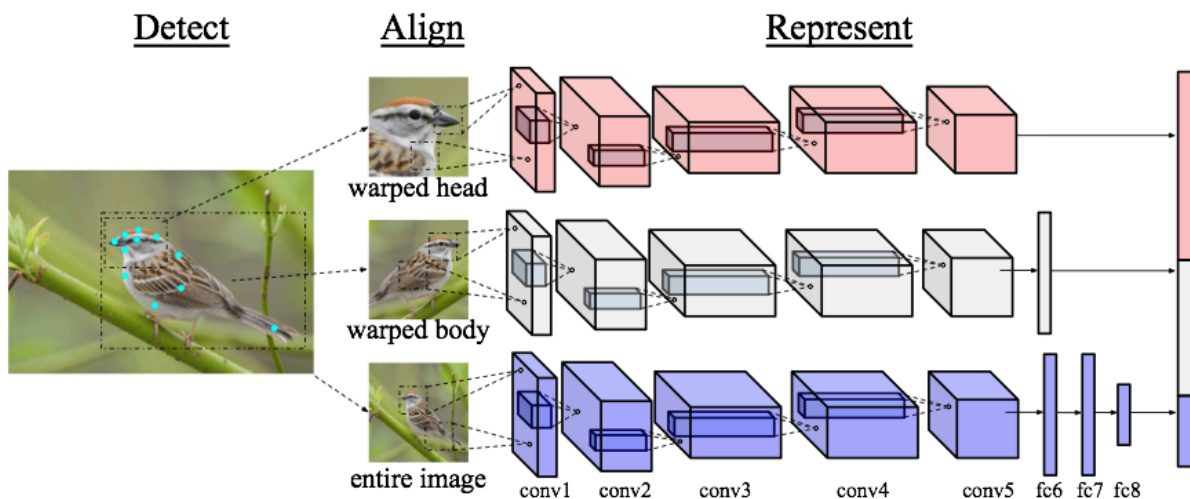 Detect
Align
Represent
warped head
warped body
entire image
conv1
conv2
conv3
conv4
conv5
fc6
fc7
fc8